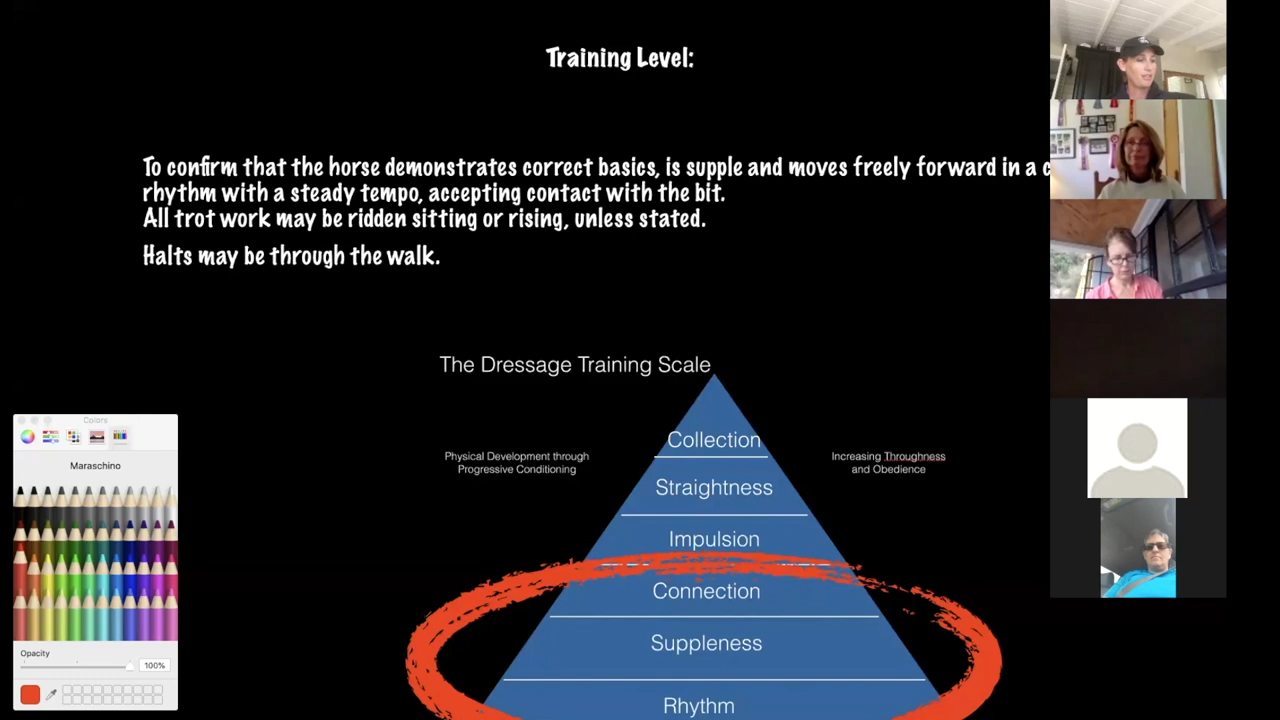 Training Level:
To confirm that the horse demonstrates correct basics, is supple and moves freely forward in a
rhythm with a steady tempo, accepting contact with the bit.
All trot work may be ridden sitting or rising, unless stated.
Halts may be through the walk.
The Dressage Training Scale
Collection
Physical Development through
Progressive Conditioning
Increasing Throughness
and Obedience
Straightness
Impulsion
Connection
Suppleness
Rhythm
Colors
Maraschino
Opacity
100%